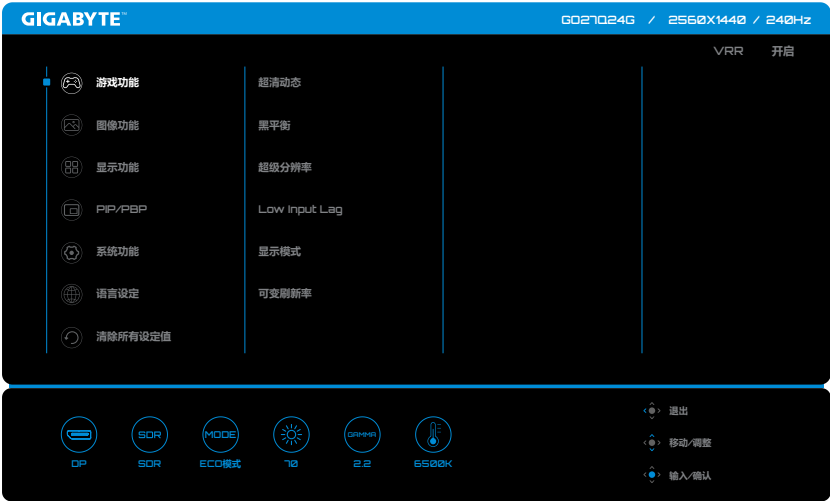 GIGABYTE™ GO27Q24G / 2560X1440 / 240Hz
VRR 开启
游戏功能 超清动态
图像功能 黑平衡
显示功能 超级分辨率
PIP/PBP Low Input Lag
系统功能 显示模式
语言设定 可变刷新率
清除所有设定值
退出
SDR MODE GAMMA
移动/调整
DP SDR ECO模式 70 2.2 6500K
输入/确认